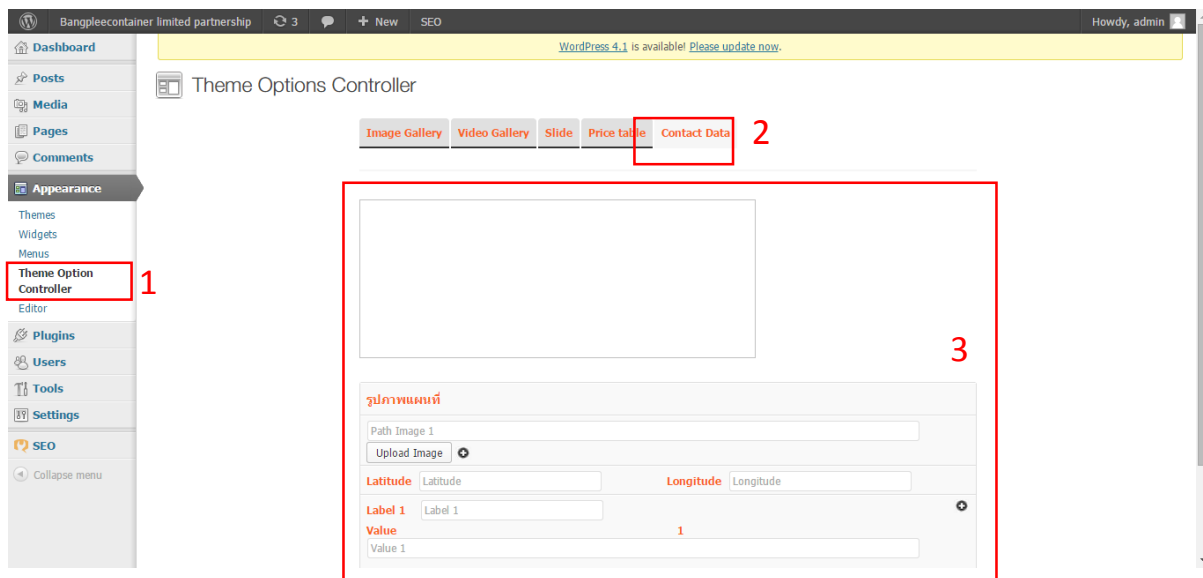 Bangpleecontainer limited partnership 3 + New SEO Howdy, admin
Dashboard
WordPress 4.1 is available! Please update now.
Posts
Media
Pages
Comments
Appearance
Themes
Widgets
Menus
Theme Option
Controller
1
Editor
Plugins
Users
Tools
Settings
SEO
Collapse menu
Theme Options Controller
Image Gallery Video Gallery Slide Price table Contact Data
2
3
รูปภาพแผนที่
Path Image 1
Upload Image
Latitude Latitude Longitude Longitude
Label 1 Label 1
Value 1
Value 1